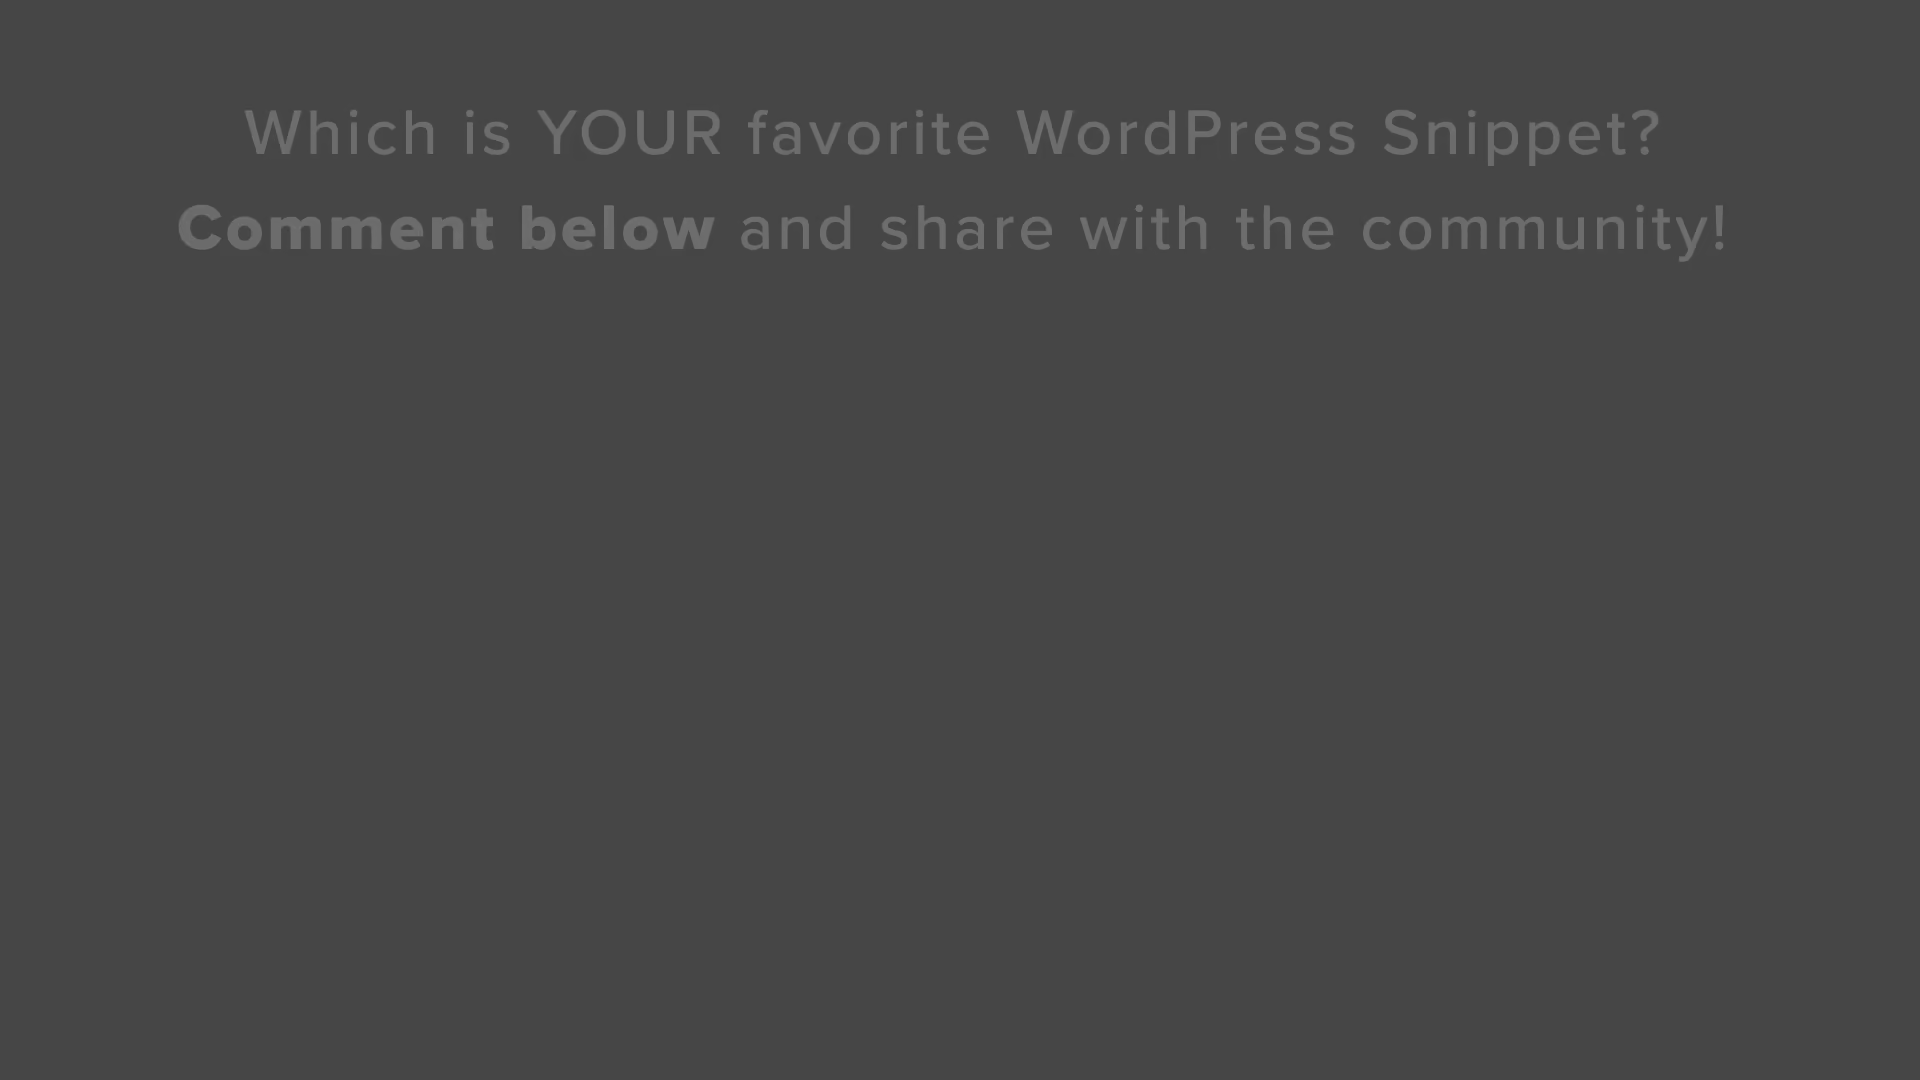 Which is YOUR favorite WordPress Snippet?
Comment below and share with the community!